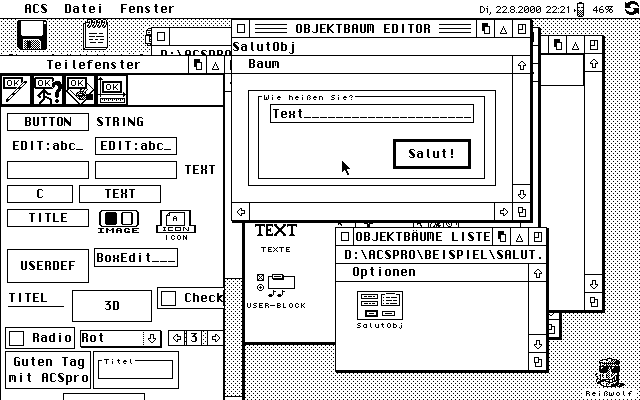 ACS Datei Fenster Di, 22.8.2000 22:21 46%
OBJEKTBAUM EDITOR
SalutObj
Baum
Wie heißen Sie?
Text_______________________
Salut!
D:\ACSPRO
Teilefenster
OK OK OK OK
BUTTON STRING
EDIT:abc_ EDIT:abc_
TEXT
C TEXT
TITLE IMAGE ICON
ICON
USERDEF BoxEdit___
TITEL 3D Check
Radio Rot 3
Guten Tag
mit ACSpro
Titel
TEXT
TEXTE
USER-BLOCK
OBJEKTBÄUME LISTE
D:\ACSPRO\BEISPIEL\SALUT.
Optionen
SalutObj
Reißwolf